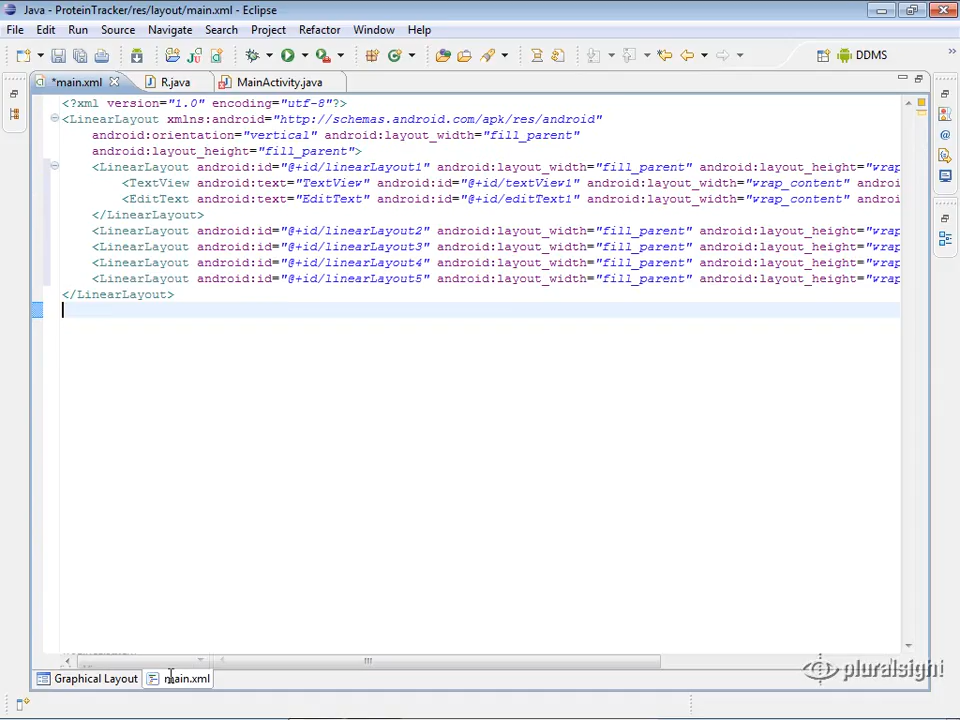 Java - ProteinTracker/res/layout/main.xml - Eclipse
File Edit Run Source Navigate Search Project Refactor Window Help
DDMS
*main.xml R.java MainActivity.java
<?xml version="1.0" encoding="utf-8"?>
<LinearLayout xmlns:android="http://schemas.android.com/apk/res/android"
android:orientation="vertical" android:layout_width="fill_parent"
android:layout_height="fill_parent">
<LinearLayout android:id="@+id/linearLayout1" android:layout_width="fill_parent" android:layout_height="wrap
<TextView android:text="TextView" android:id="@+id/textView1" android:layout_width="wrap_content" androi
<EditText android:text="EditText" android:id="@+id/editText1" android:layout_width="wrap_content" androi
</LinearLayout>
<LinearLayout android:id="@+id/linearLayout2" android:layout_width="fill_parent" android:layout_height="wrap
<LinearLayout android:id="@+id/linearLayout3" android:layout_width="fill_parent" android:layout_height="wrap
<LinearLayout android:id="@+id/linearLayout4" android:layout_width="fill_parent" android:layout_height="wrap
<LinearLayout android:id="@+id/linearLayout5" android:layout_width="fill_parent" android:layout_height="wrap
</LinearLayout>
Graphical Layout main.xml
pluralsight